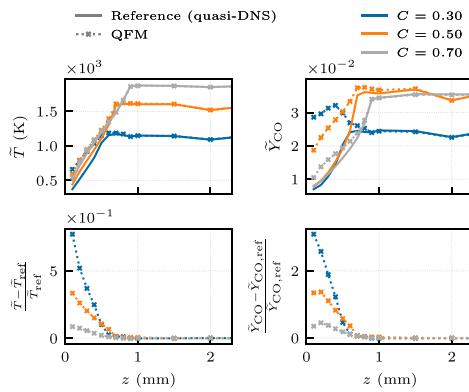 Reference (quasi-DNS)
QFM
C = 0.30
C = 0.50
C = 0.70
×10³
T̃ (K)
1.5
1.0
0.5
×10⁻²
Ỹ_CO
3
2
1
×10⁻¹
(T̃ − T̃_ref) / T̃_ref
5
0
(Ỹ_CO − Ỹ_CO,ref) / Ỹ_CO,ref
2
0
0
1
2
z (mm)
0
1
2
z (mm)